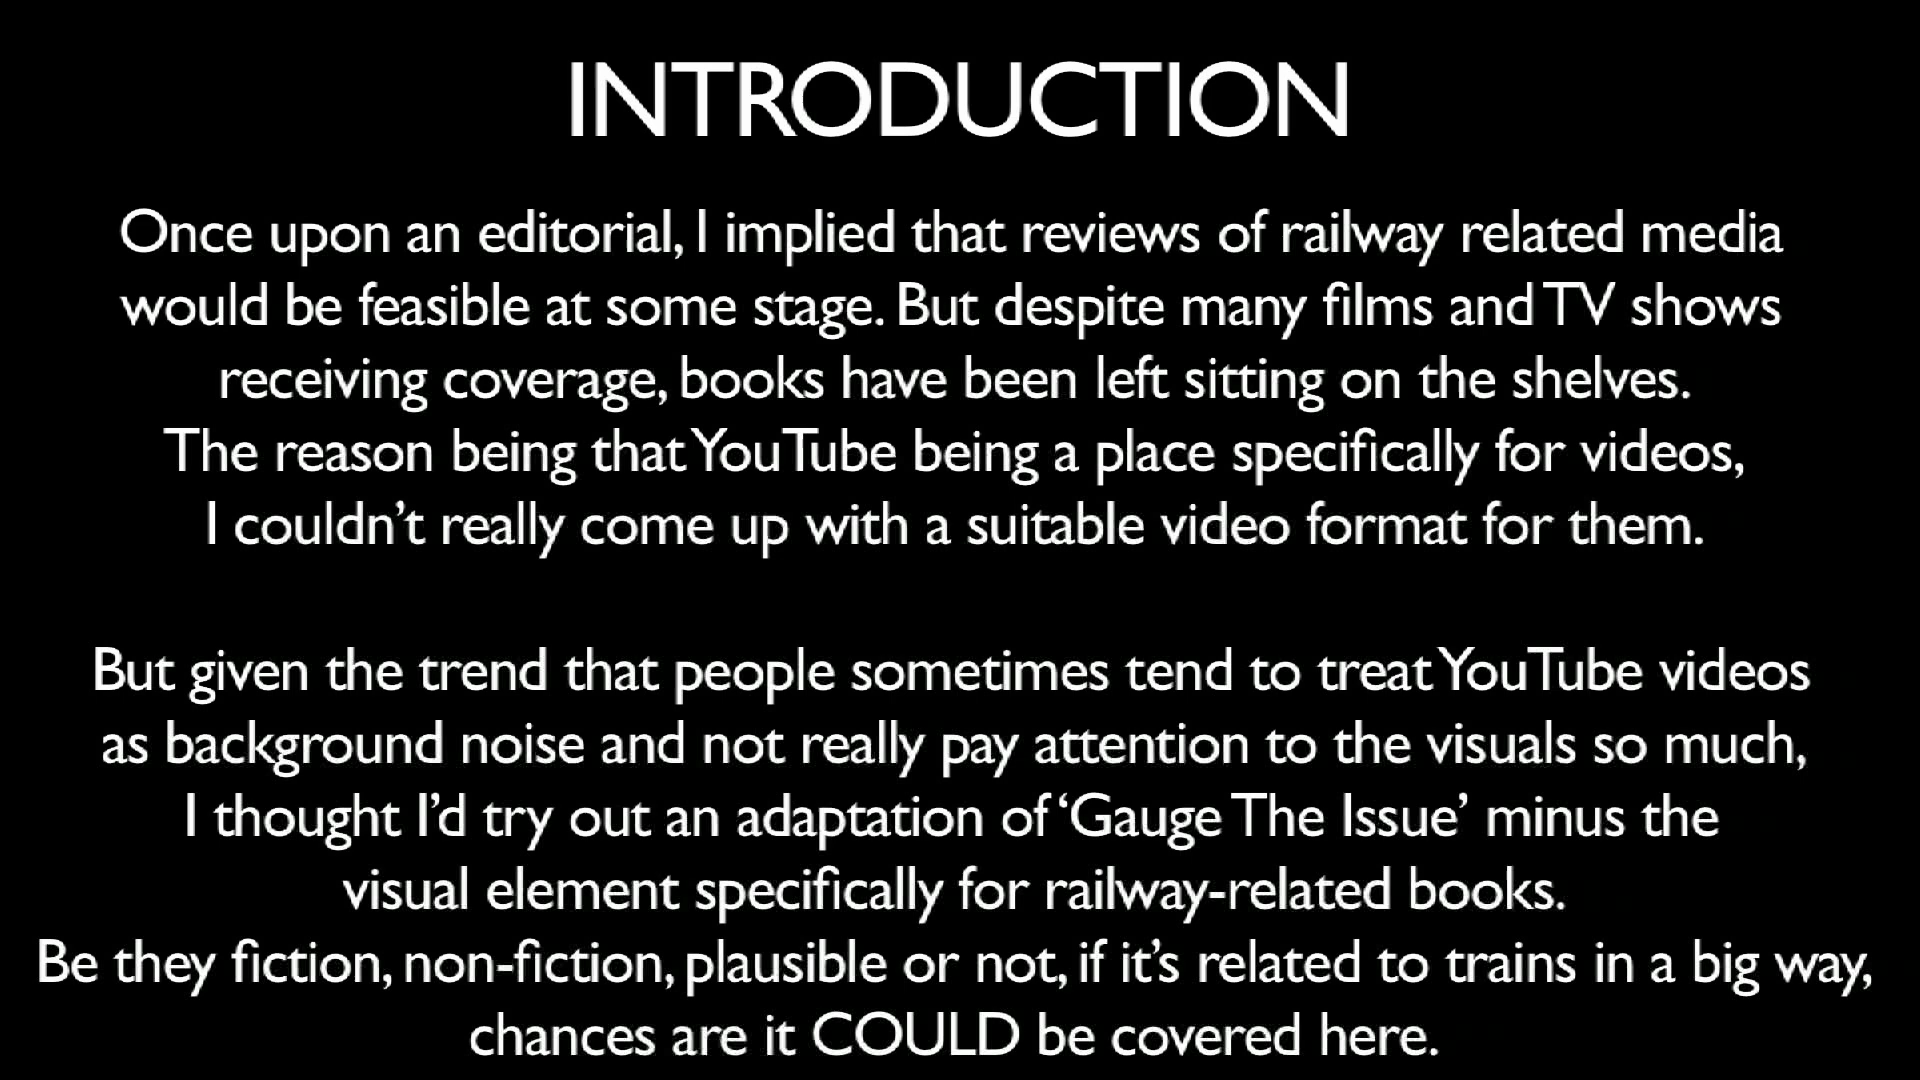 INTRODUCTION
Once upon an editorial, I implied that reviews of railway related media
would be feasible at some stage. But despite many films and TV shows
receiving coverage, books have been left sitting on the shelves.
The reason being that YouTube being a place specifically for videos,
I couldn’t really come up with a suitable video format for them.
But given the trend that people sometimes tend to treat YouTube videos
as background noise and not really pay attention to the visuals so much,
I thought I’d try out an adaptation of ‘Gauge The Issue’ minus the
visual element specifically for railway-related books.
Be they fiction, non-fiction, plausible or not, if it’s related to trains in a big way,
chances are it COULD be covered here.